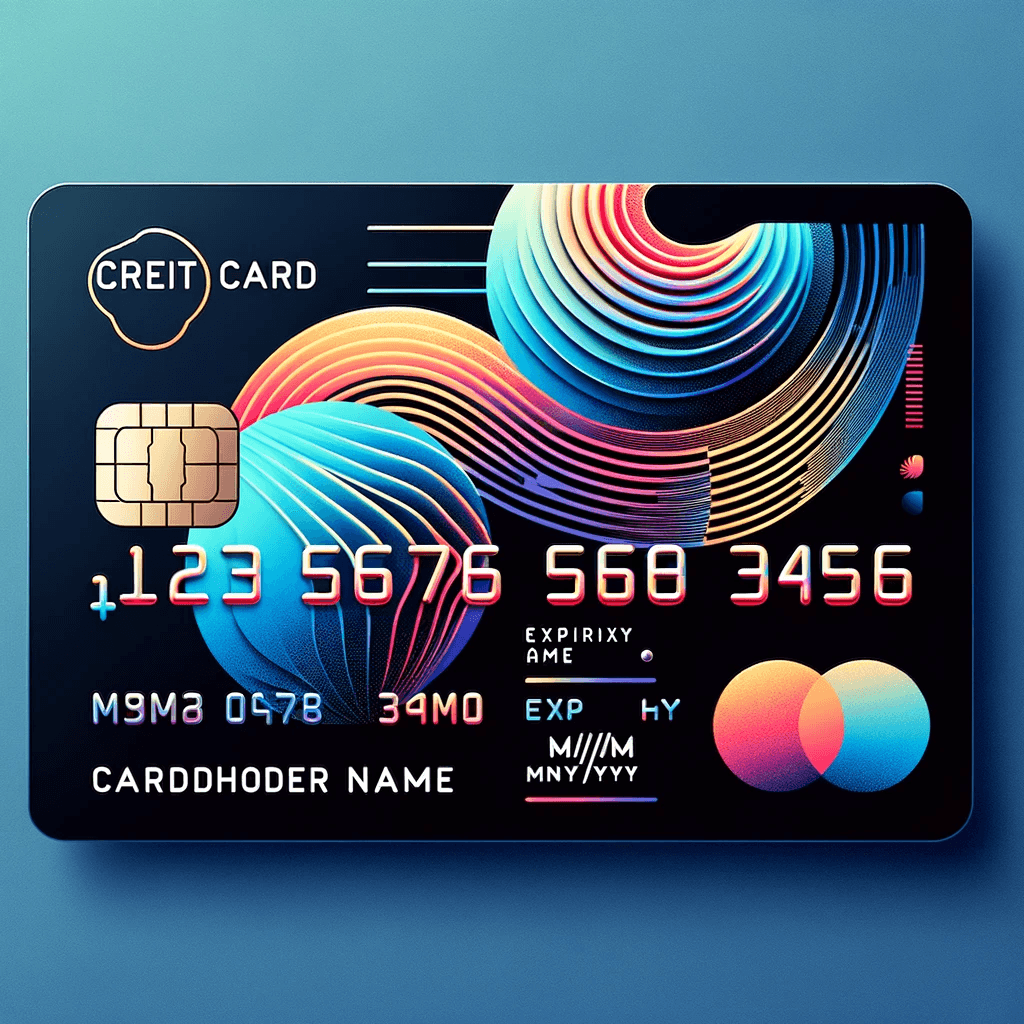 CREIT CARD
123 5676 568 3456
M9M8 0478 34M0
CARDDHODER NAME
EXPIRIXY
AME
EXP HY
M////M
MNY/YYY